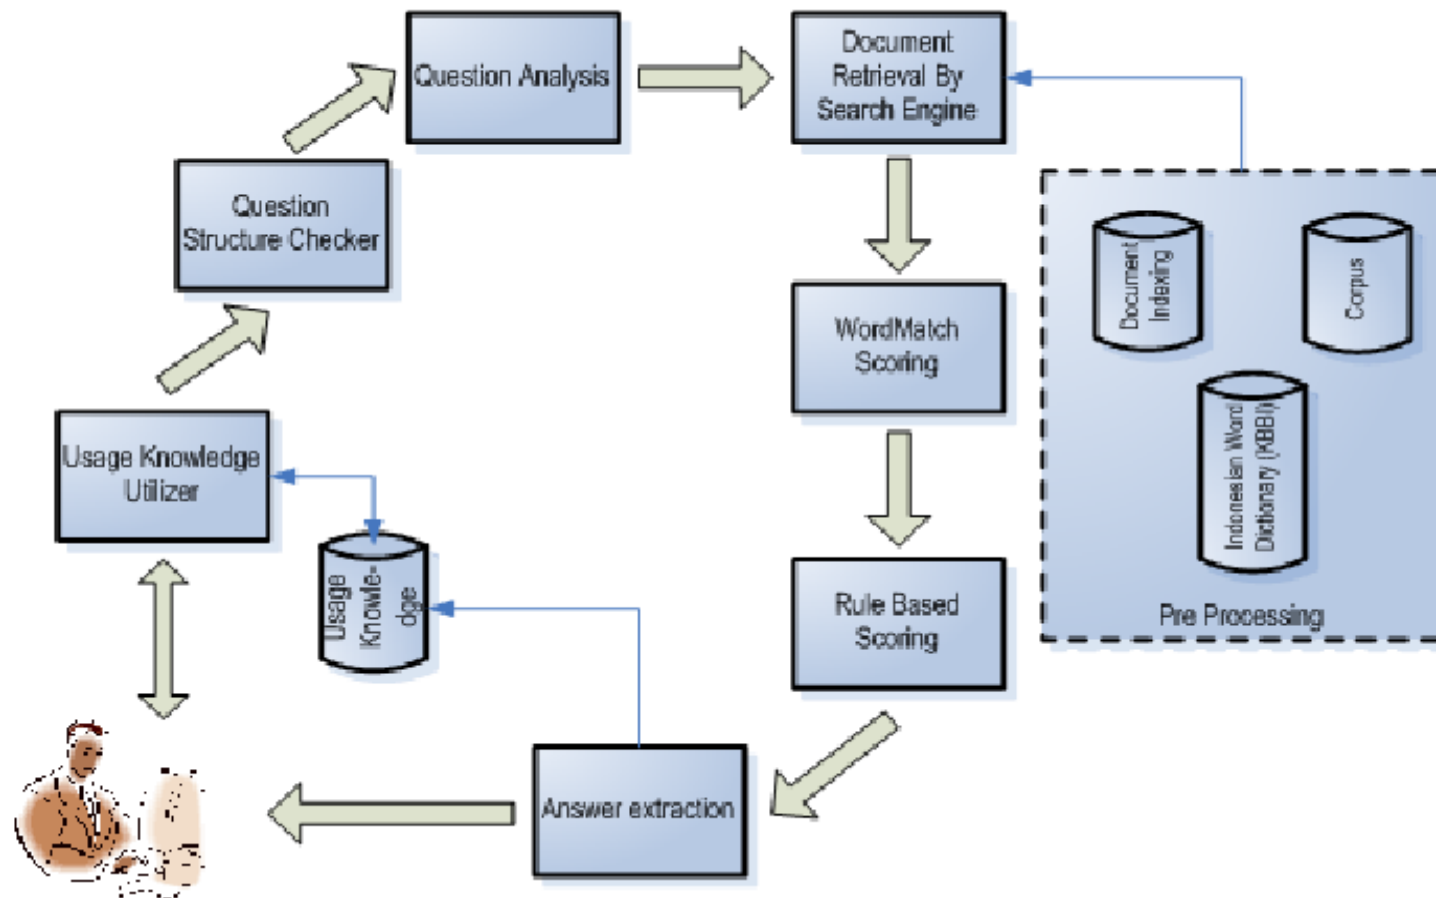 Question Analysis
Document
Retrieval By
Search Engine
Question
Structure Checker
Document
Indexing
Corpus
WordMatch
Scoring
Usage Knowledge
Utilizer
Indonesian Word
Dictionary (KBBI)
Usage
Knowle-
dge
Rule Based
Scoring
Pre Processing
Answer extraction